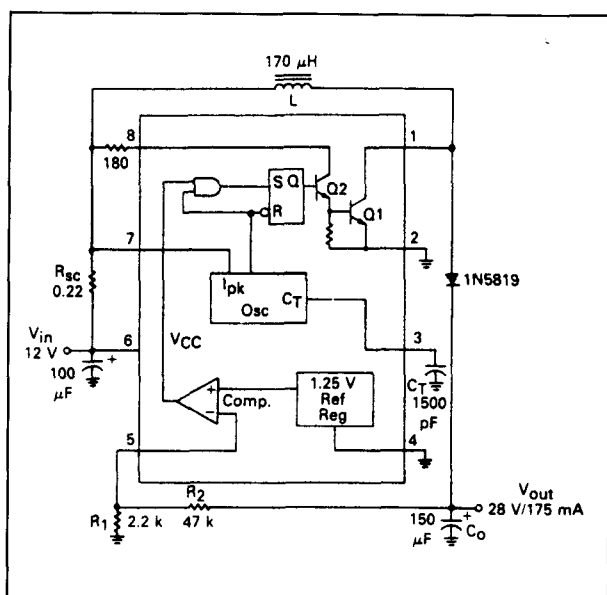 170 μH
L
8
1
180
S Q
Q2
Q1
R
2
7
RSC
0.22
Ipk
CT
Osc
1N5819
3
Vin
12 V
6
VCC
100
μF
+
CT
1500
pF
1.25 V
Ref
Reg
+
Comp.
−
5
4
R2
47 k
R1
2.2 k
Vout
28 V/175 mA
150
μF
+
CO